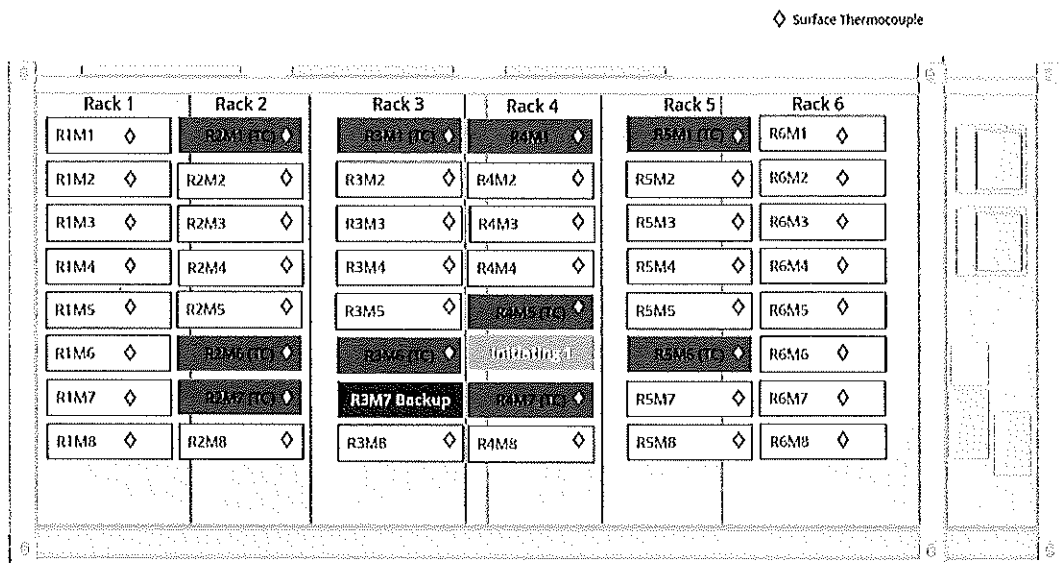 Surface Thermocouple
Rack 1 Rack 2 Rack 3 Rack 4 Rack 5 Rack 6
R1M1 R2M1 (TC) R3M1 (TC) R4M1 R5M1 (TC) R6M1
R1M2 R2M2 R3M2 R4M2 R5M2 R6M2
R1M3 R2M3 R3M3 R4M3 R5M3 R6M3
R1M4 R2M4 R3M4 R4M4 R5M4 R6M4
R1M5 R2M5 R3M5 R4M5 (TC) R5M5 R6M5
R1M6 R2M6 (TC) R3M6 (TC) Initiating 1 R5M6 (TC) R6M6
R1M7 R2M7 (TC) R3M7 Backup R4M7 (TC) R5M7 R6M7
R1M8 R2M8 R3M8 R4M8 R5M8 R6M8